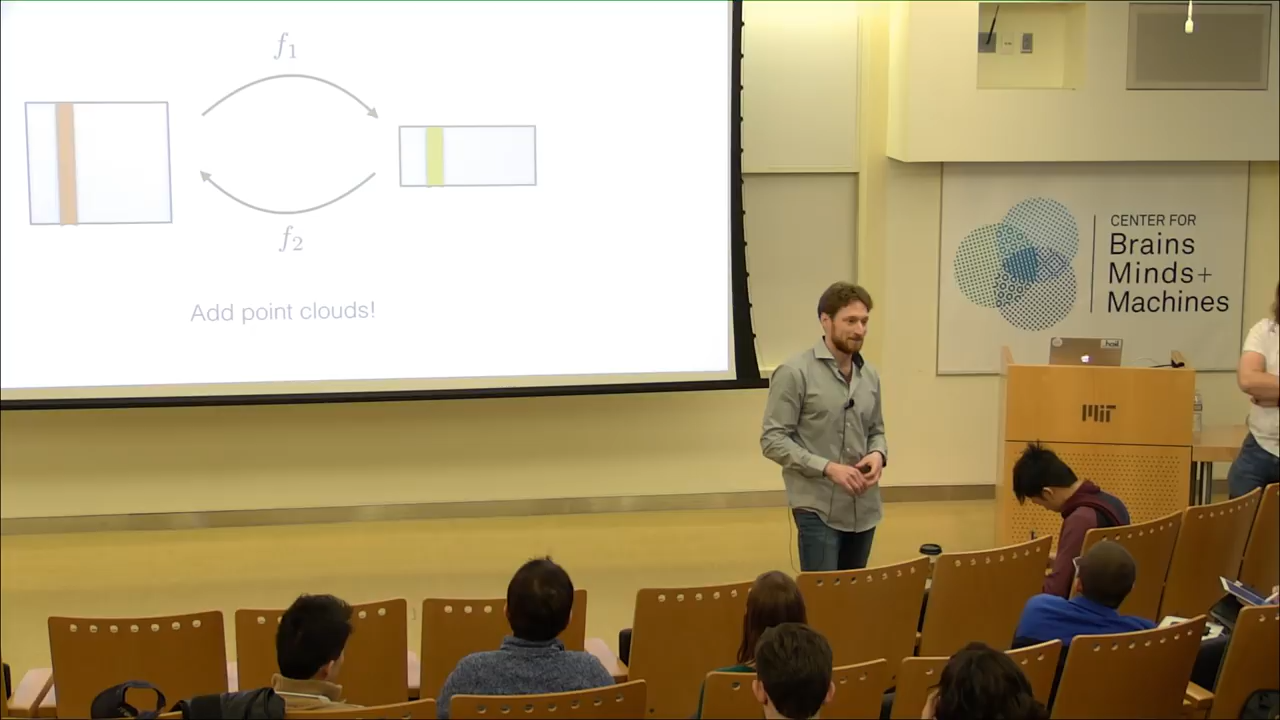 f1
f2
Add point clouds!
CENTER FOR
Brains
Minds+
Machines
MiT